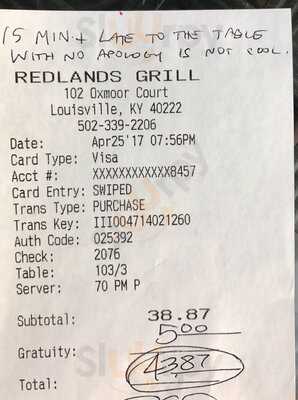 15 MIN + LATE TO THE TABLE
WITH NO APOLOGY IS NOT COOL.
REDLANDS GRILL
102 Oxmoor Court
Louisville, KY 40222
502-339-2206
Date: Apr25'17 07:56PM
Card Type: Visa
Acct #: XXXXXXXXXXXX8457
Card Entry: SWIPED
Trans Type: PURCHASE
Trans Key: III004714021260
Auth Code: 025392
Check: 2076
Table: 103/3
Server: 70 PM P
Subtotal: 38.87
Gratuity: 5.00
Total: 43.87